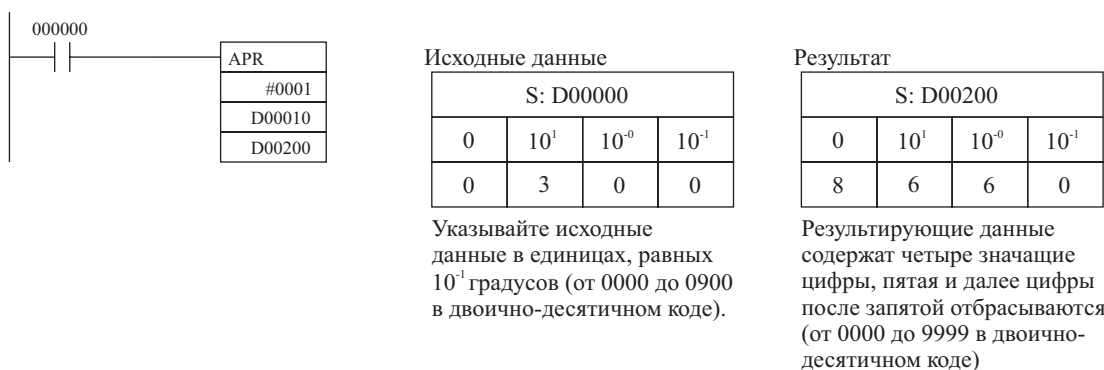 000000
APR
#0001
D00010
D00200
Исходные данные
S: D00000
0 10¹ 10⁻⁰ 10⁻¹
0 3 0 0
Указывайте исходные
данные в единицах, равных
10⁻¹ градусов (от 0000 до 0900
в двоично-десятичном коде).
Результат
S: D00200
0 10¹ 10⁻⁰ 10⁻¹
8 6 6 0
Результирующие данные
содержат четыре значащие
цифры, пятая и далее цифры
после запятой отбрасываются
(от 0000 до 9999 в двоично-
десятичном коде)